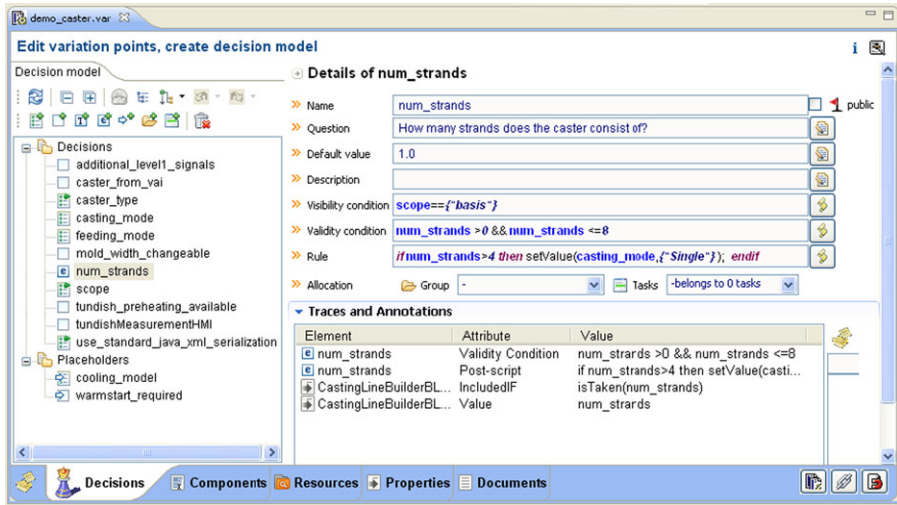 demo_caster.var
Edit variation points, create decision model
Decision model
Decisions
additional_level1_signals
caster_from_vai
caster_type
casting_mode
feeding_mode
mold_width_changeable
num_strands
scope
tundish_preheating_available
tundishMeasurementHMI
use_standard_java_xml_serialization
Placeholders
cooling_model
warmstart_required
Details of num_strands
Name num_strands public
Question How many strands does the caster consist of?
Default value 1.0
Description
Visibility condition scope=={"basis"}
Validity condition num_strands >0 && num_strands <=8
Rule if num_strands>4 then setValue(casting_mode,{"Single"}); endif
Allocation Group - Tasks -belongs to 0 tasks
Traces and Annotations
Element Attribute Value
num_strands Validity Condition num_strards >0 && num_strands <=8
num_strands Post-script if num_strands>4 then setValue(casti...
CastingLineBuilderBL... IncludedIF isTaken(num_strands)
CastingLineBuilderBL... Value num_strards
Decisions Components Resources Properties Documents